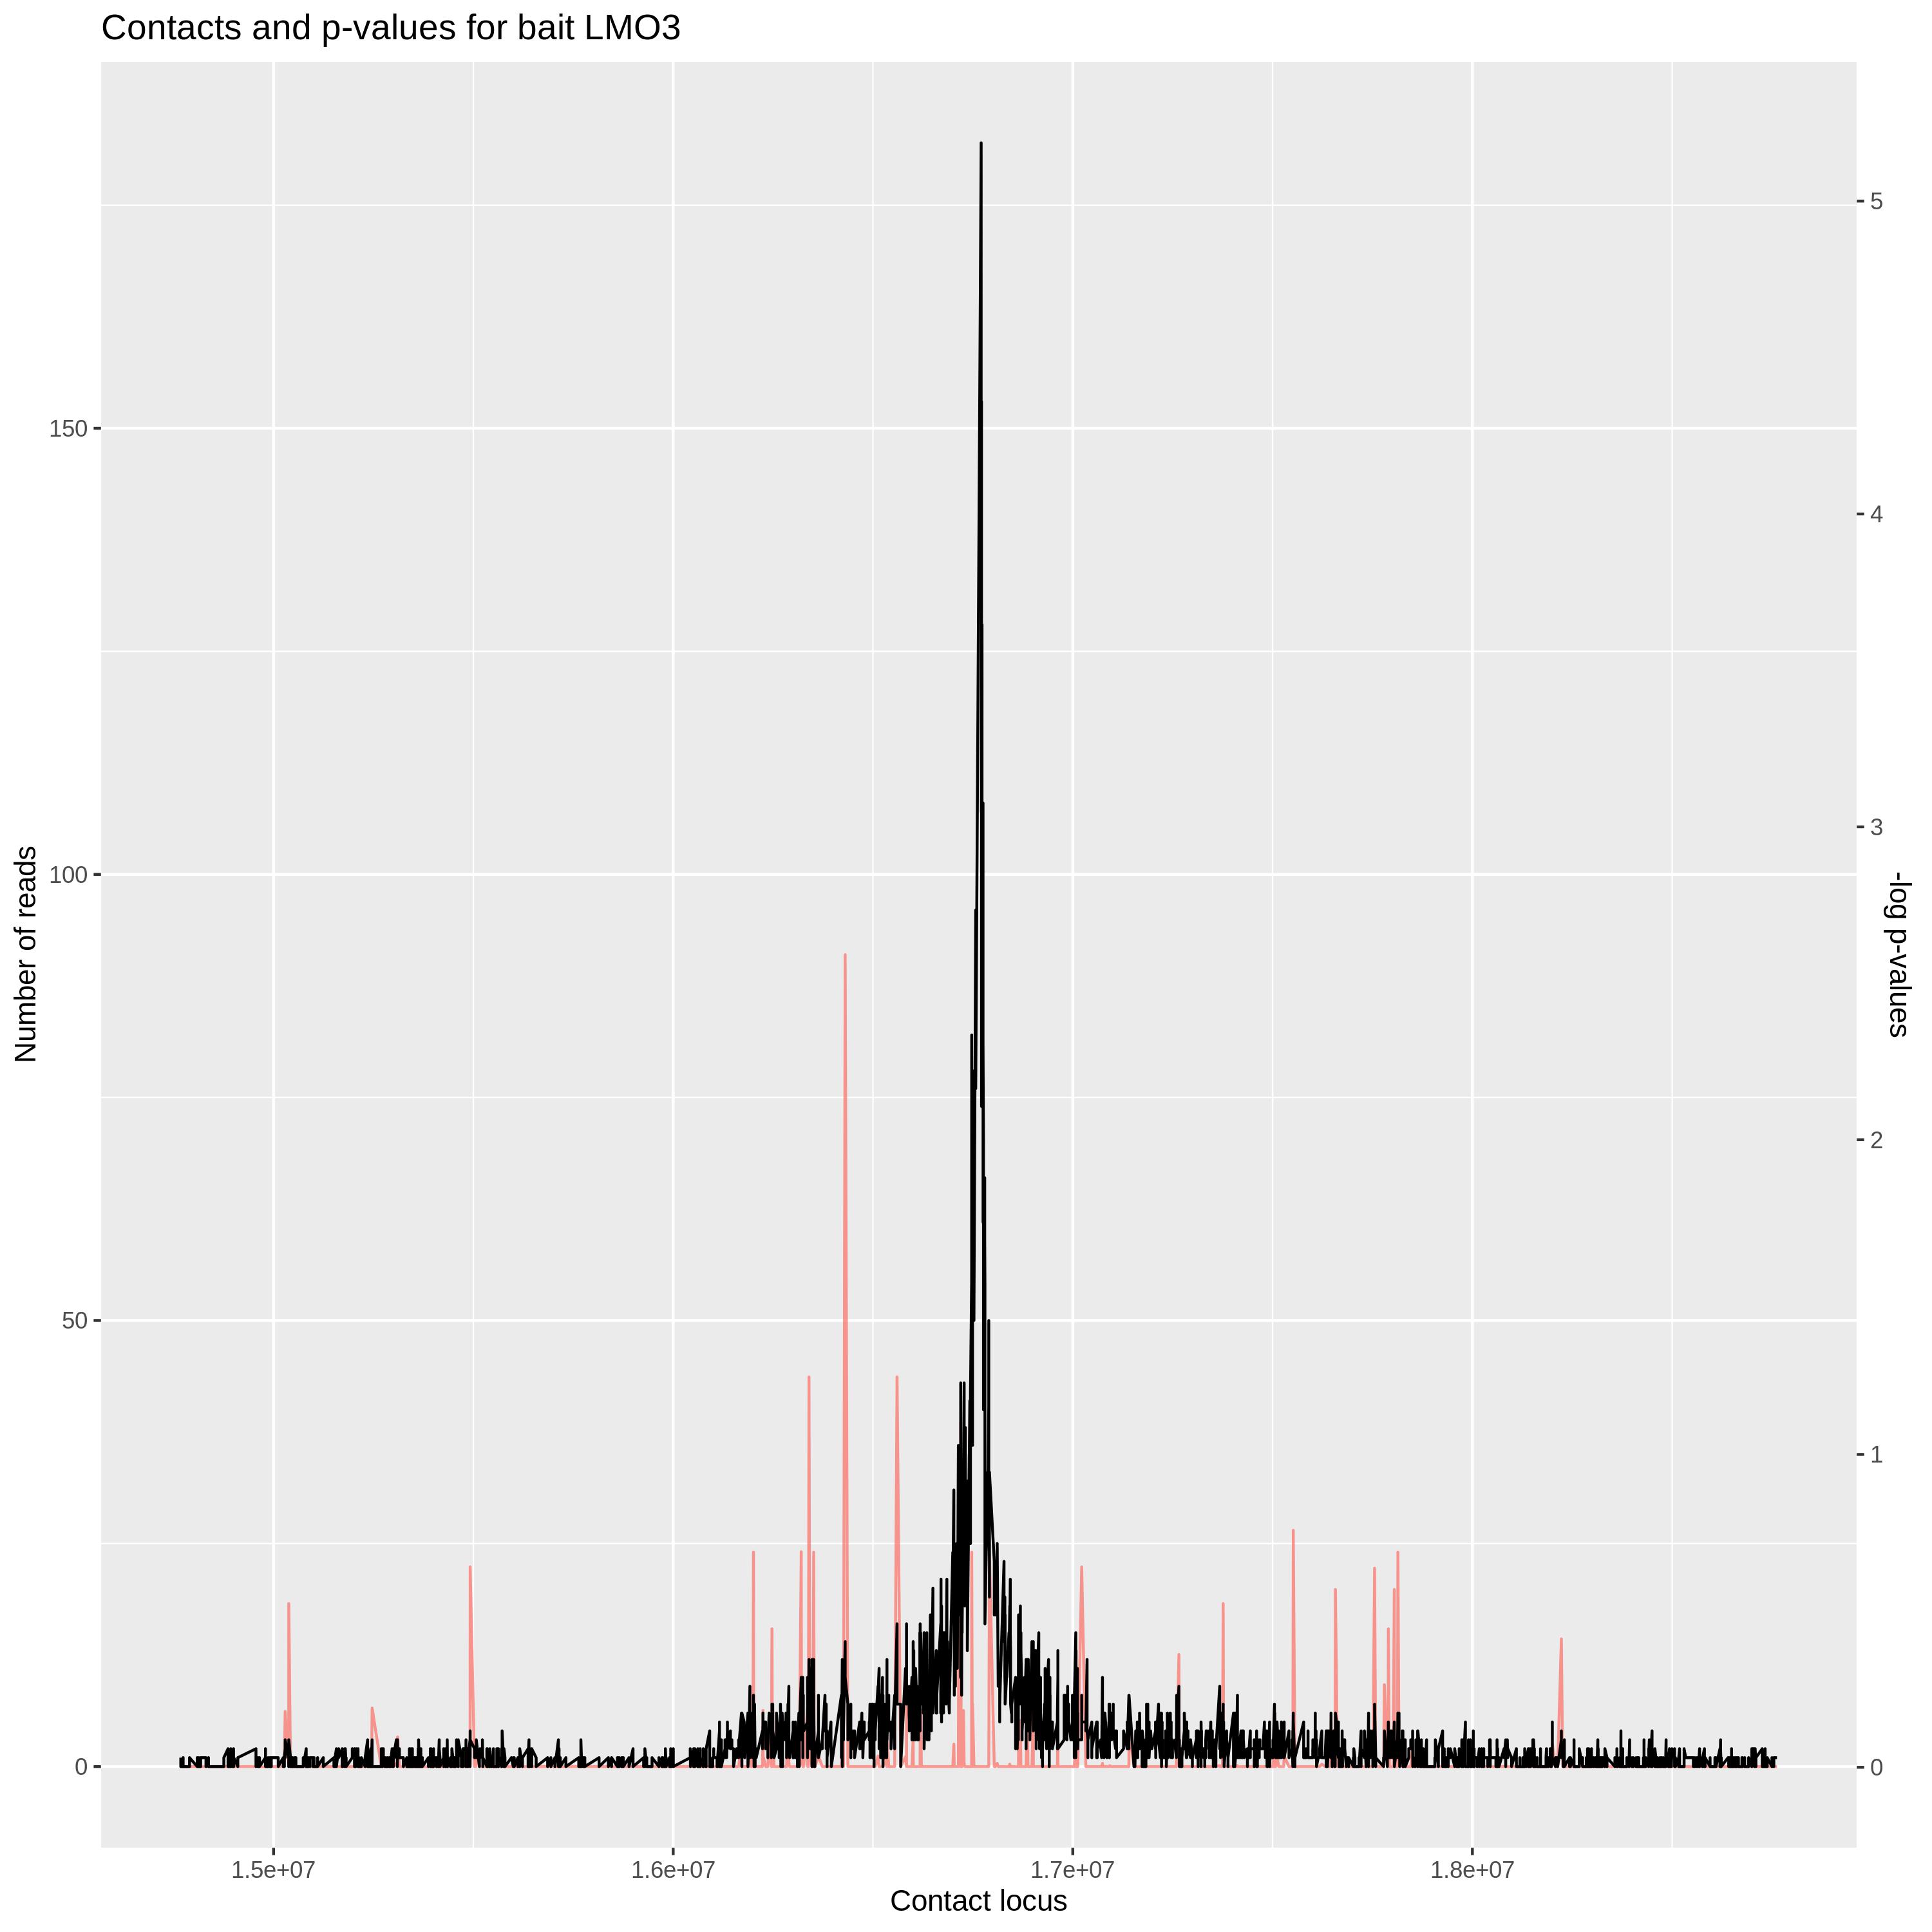 Contacts and p-values for bait LMO3
Number of reads
150
100
50
0
5
4
3
2
1
0
-log p-values
1.5e+07 1.6e+07 1.7e+07 1.8e+07
Contact locus